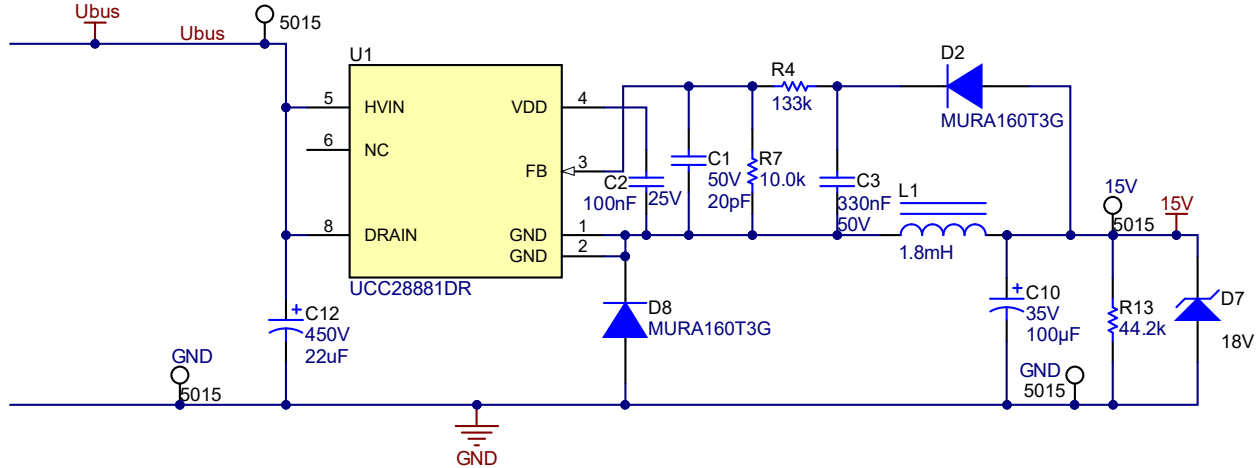 Ubus
Ubus
5015
U1
5
HVIN
6
NC
8
DRAIN
VDD
4
FB
3
GND
1
GND
2
UCC28881DR
C12
450V
22uF
GND
5015
GND
C2
100nF
25V
C1
50V
20pF
R7
10.0k
R4
133k
C3
330nF
50V
D2
MURA160T3G
L1
1.8mH
D8
MURA160T3G
15V
5015
15V
C10
35V
100µF
R13
44.2k
D7
18V
GND
5015